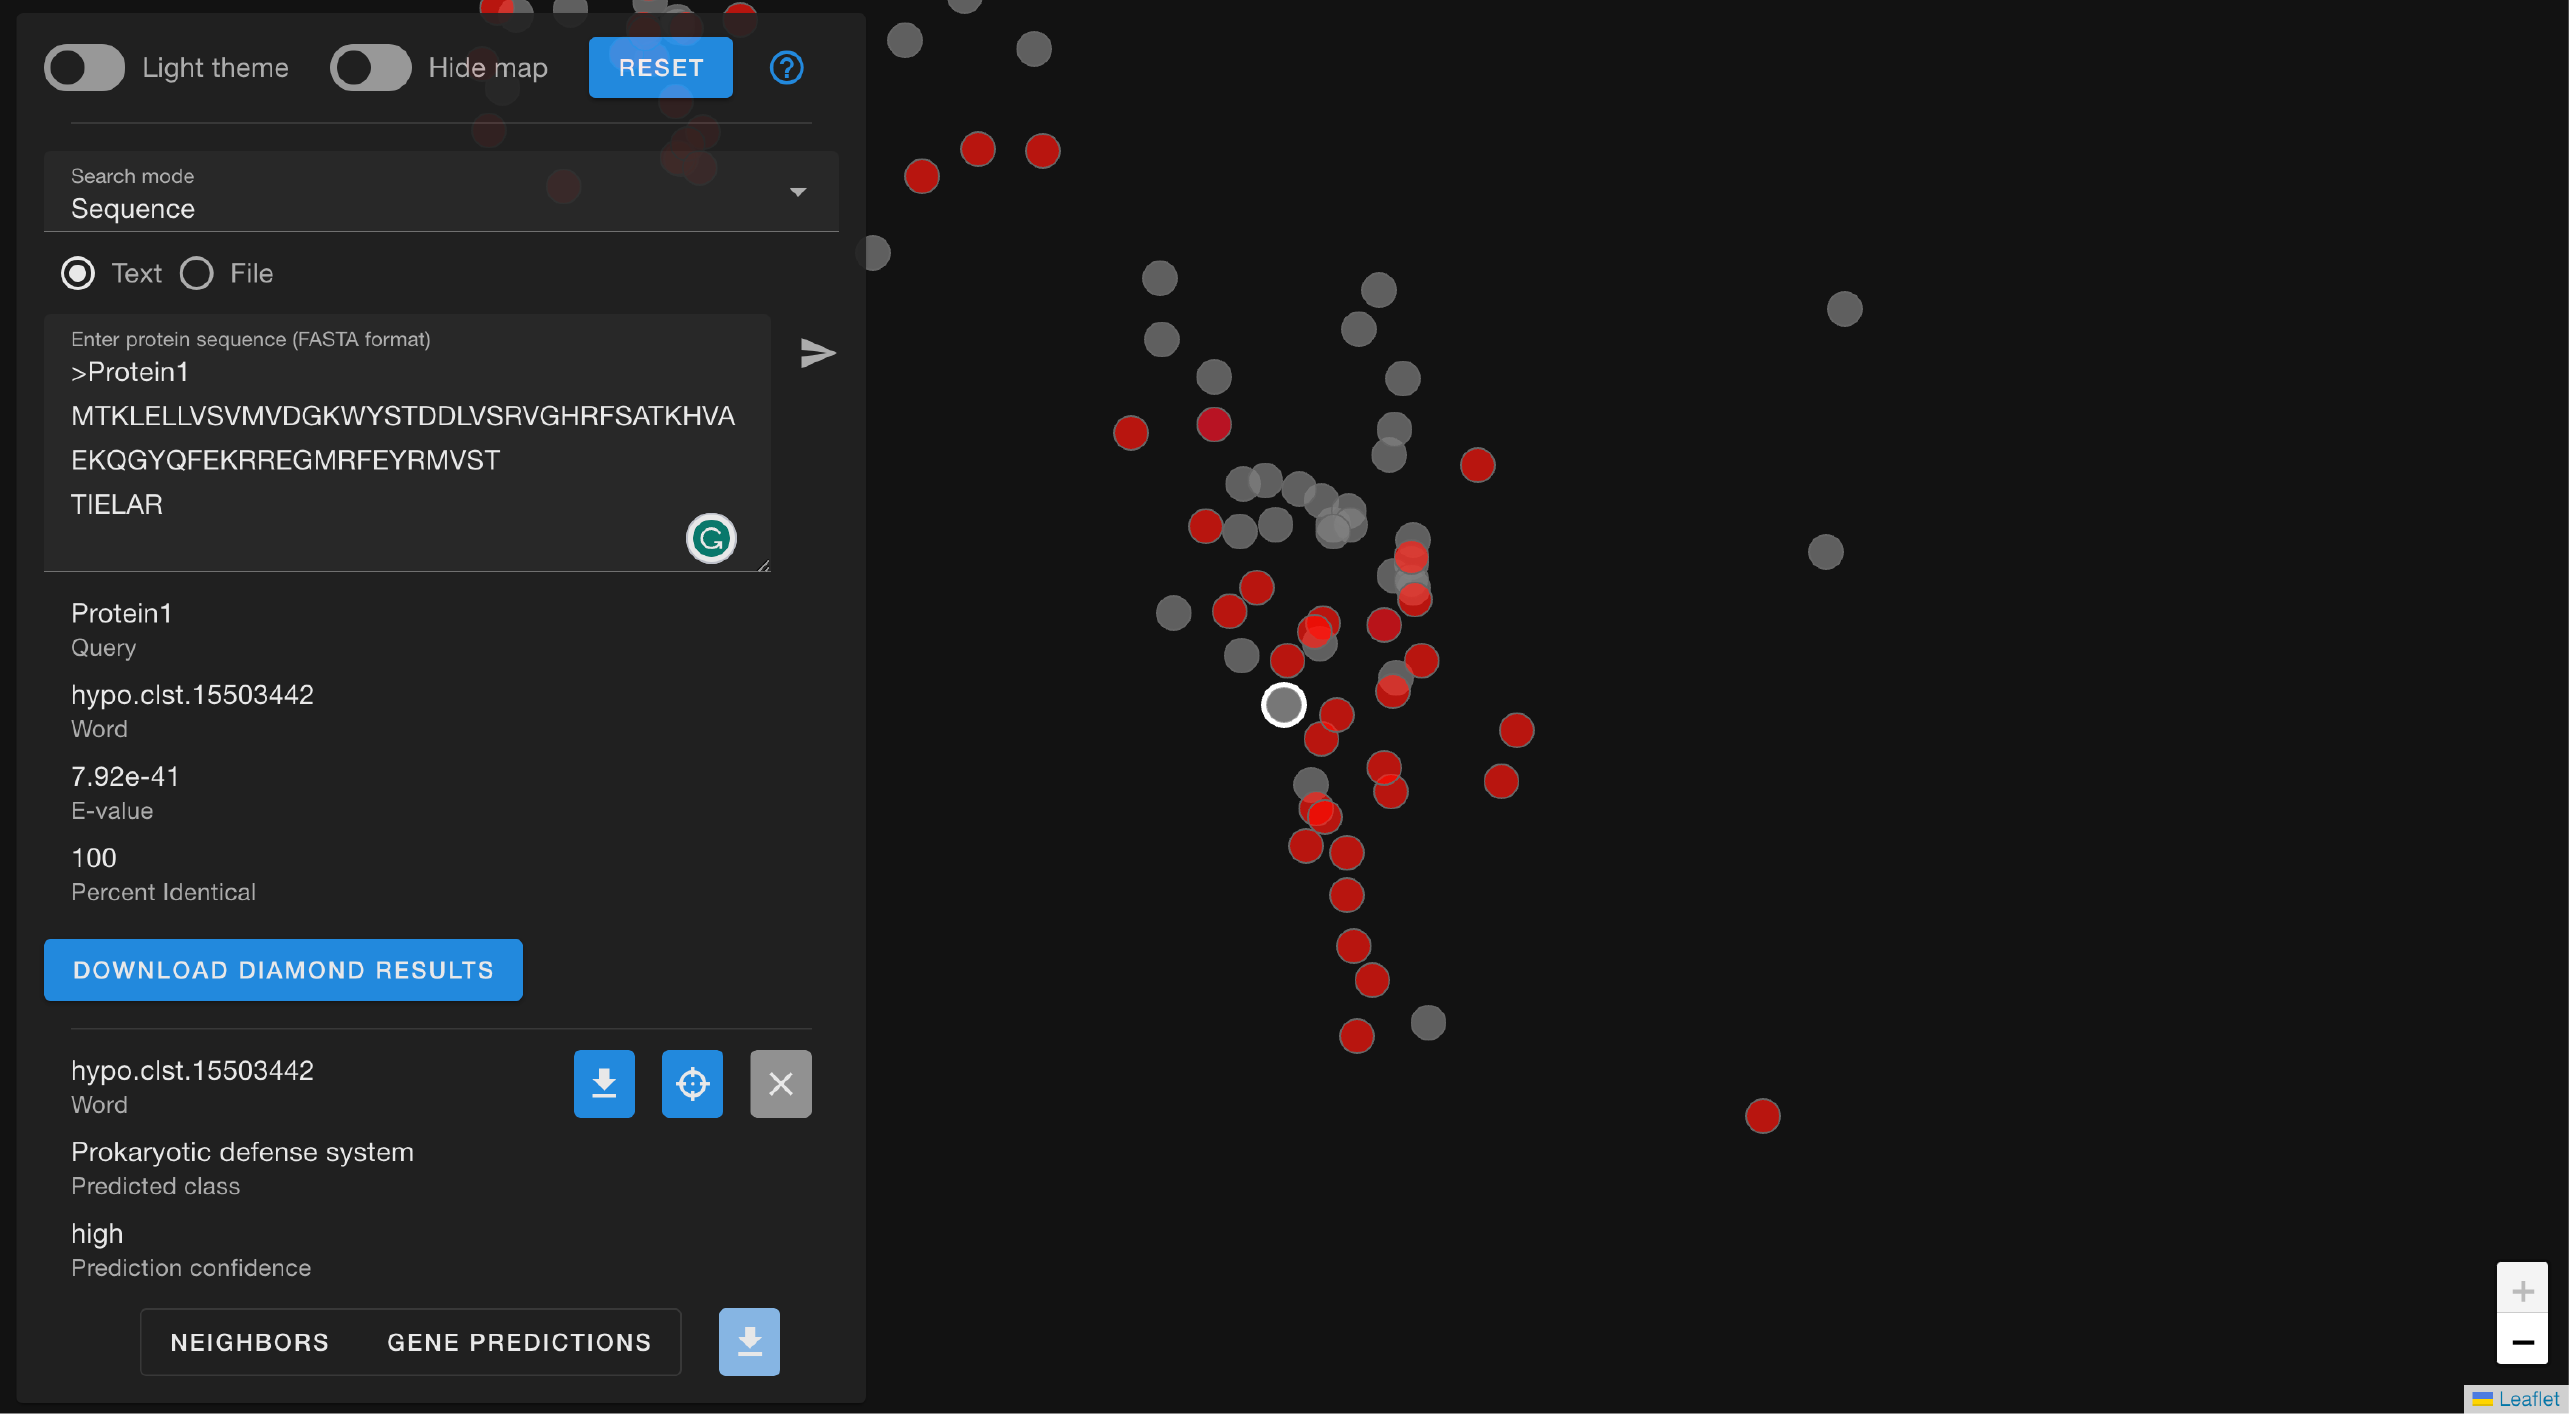 Light theme
Hide map
RESET
Search mode
Sequence
Text
File
Enter protein sequence (FASTA format)
>Protein1
MTKLELLVSVMVDGKWYSTDDLVSRVGHRFSATKHVA
EKQGYQFEKRREGMRFEYRMVST
TIELAR
Protein1
Query
hypo.clst.15503442
Word
7.92e-41
E-value
100
Percent Identical
DOWNLOAD DIAMOND RESULTS
hypo.clst.15503442
Word
Prokaryotic defense system
Predicted class
high
Prediction confidence
NEIGHBORS
GENE PREDICTIONS
+
−
Leaflet